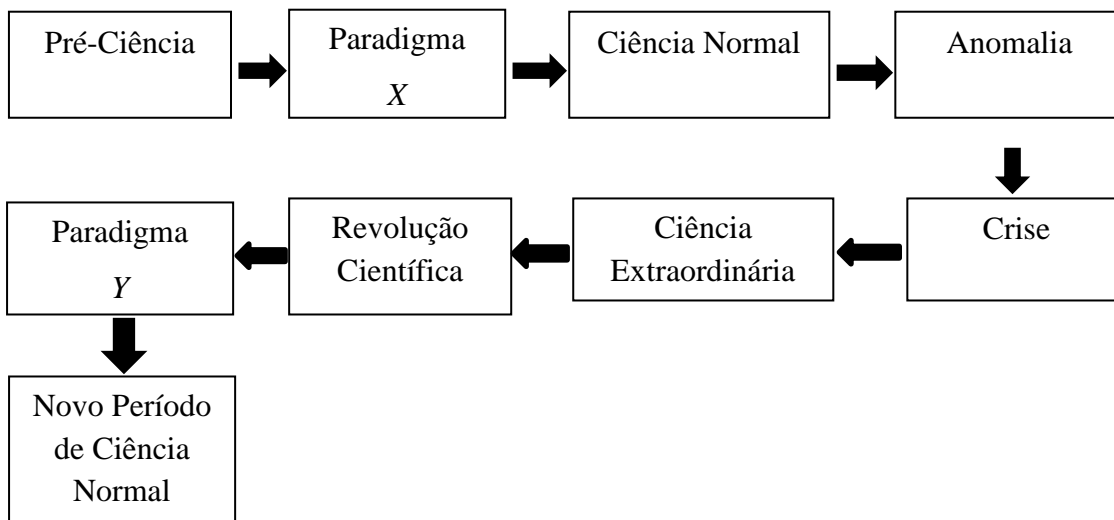 Pré-Ciência
Paradigma
X
Ciência Normal
Anomalia
Crise
Ciência
Extraordinária
Revolução
Científica
Paradigma
Y
Novo Período
de Ciência
Normal